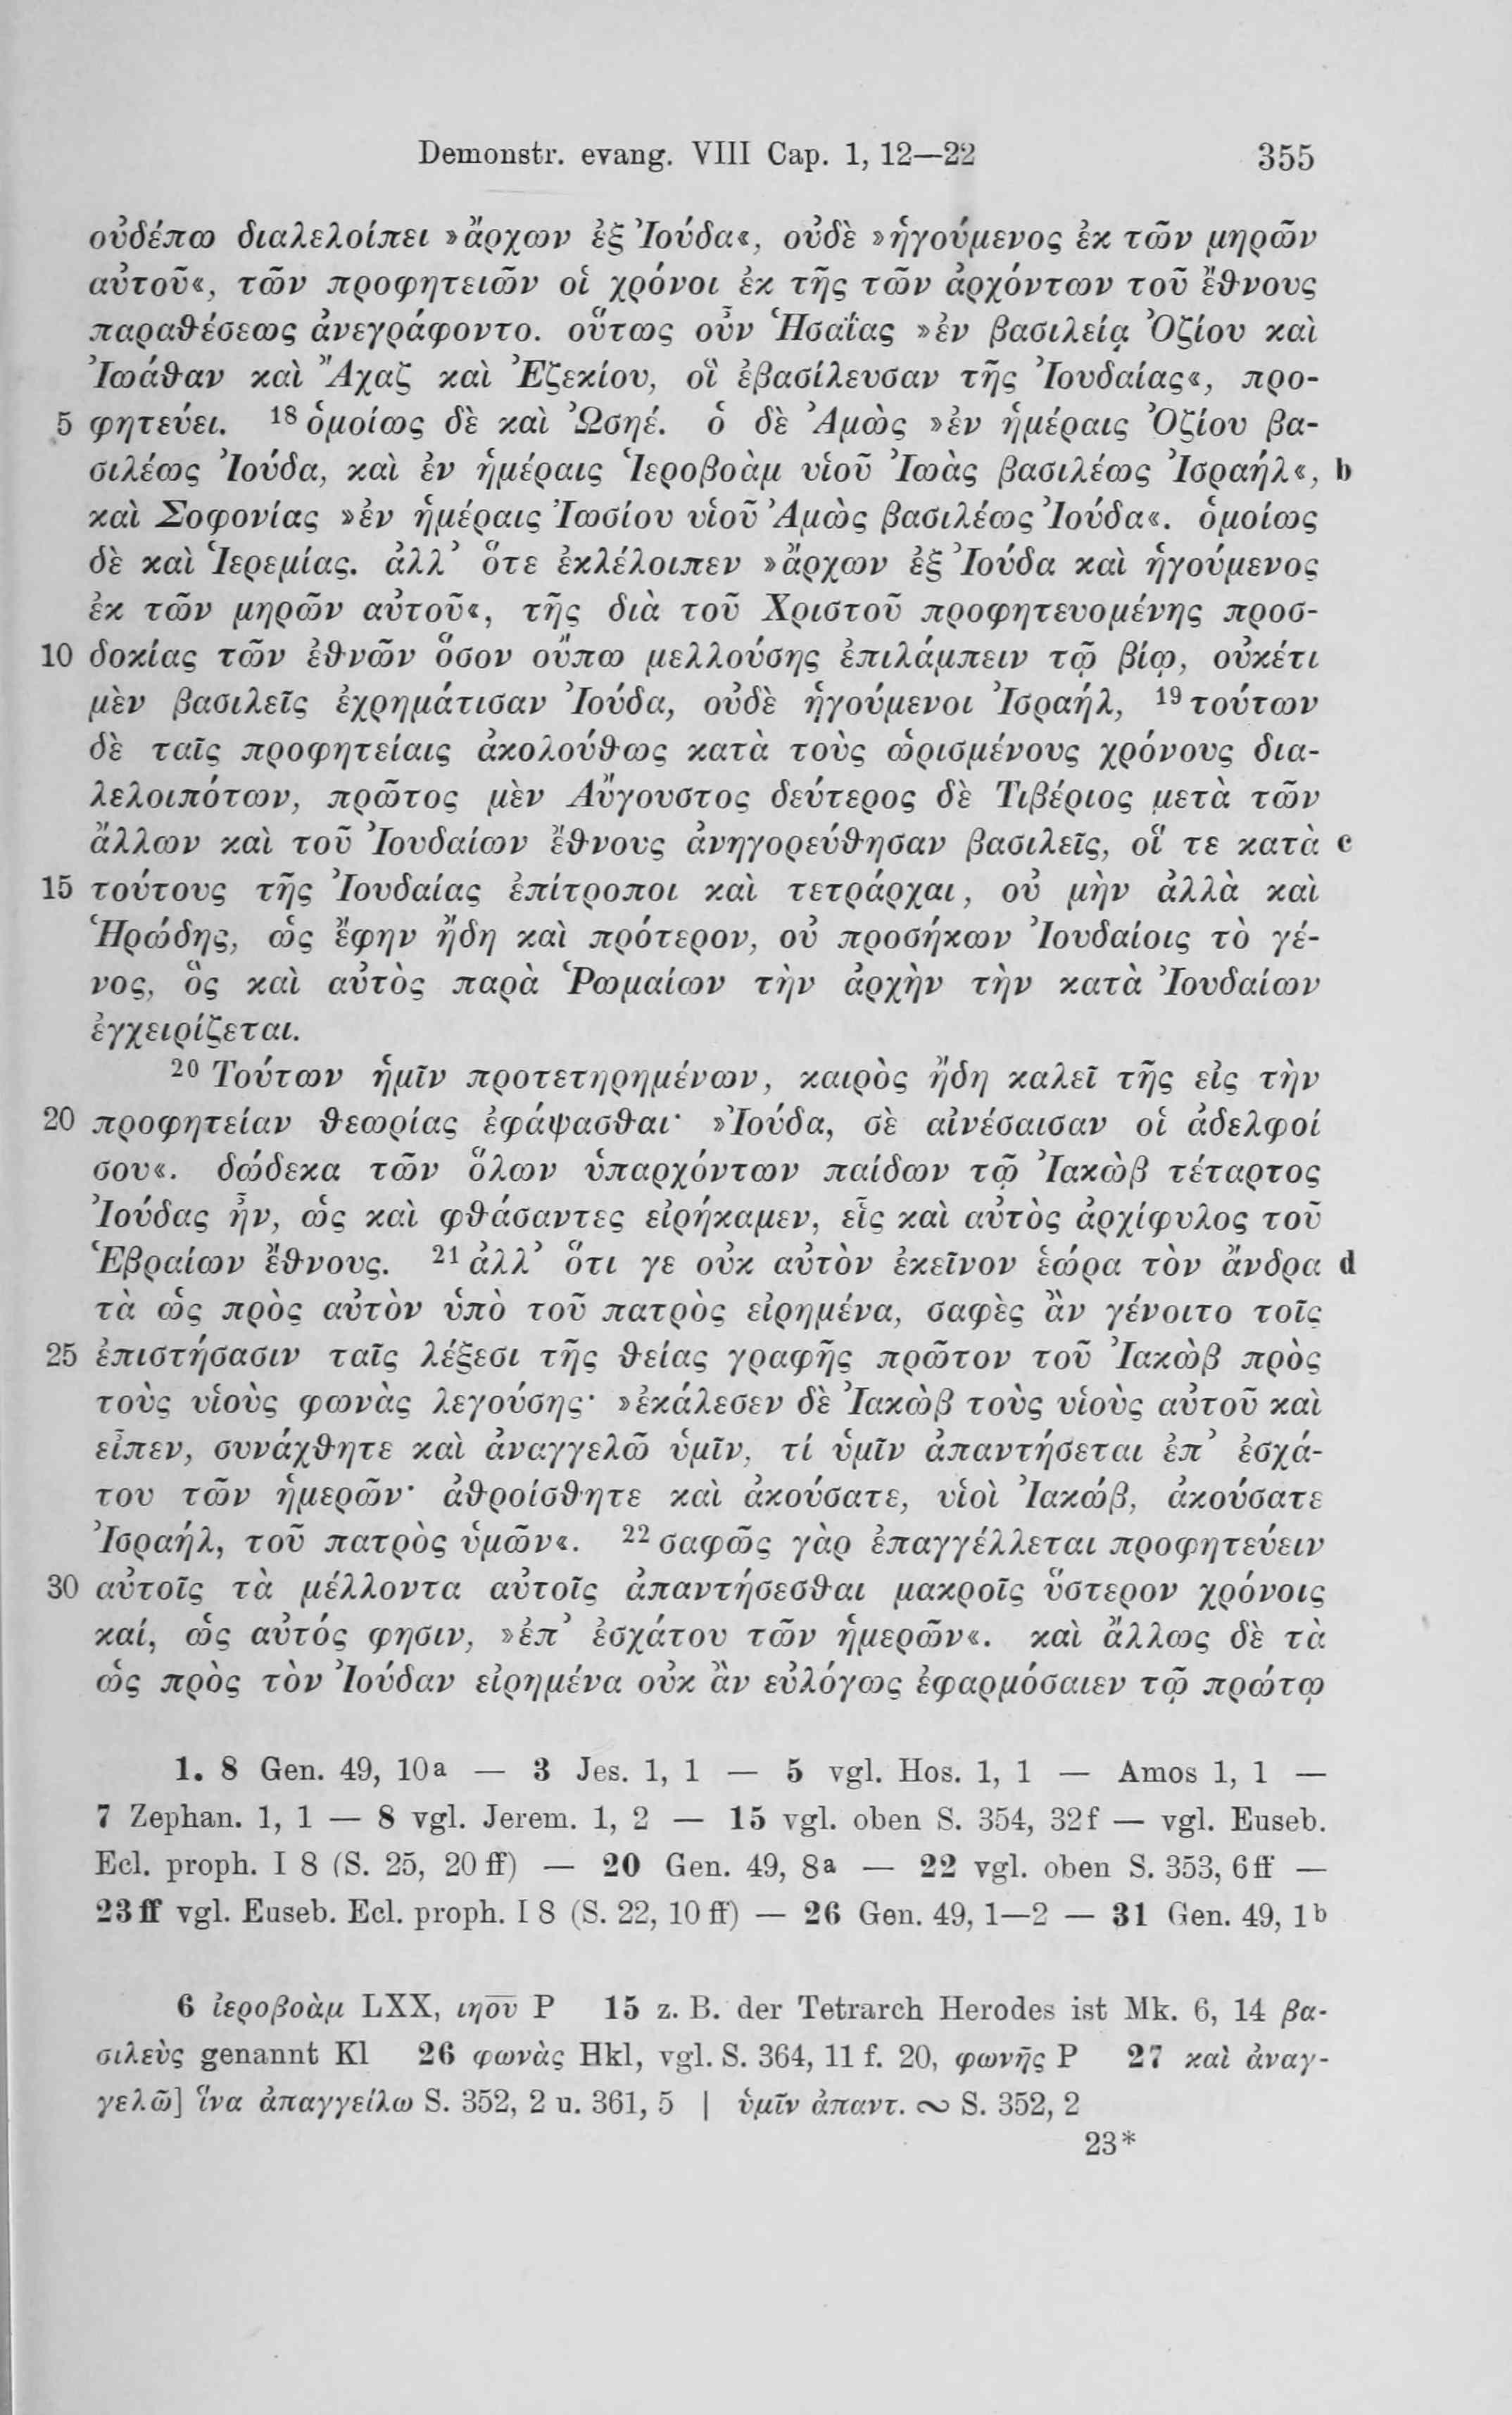 Demonstr. evang. VIII Cap. 1, 12—22 355
οὐδέπω διαλελοίπει »ἄρχων ἐξ Ἰούδα«, οὐδὲ »ἡγούμενος ἐκ τῶν μηρῶν
αὐτοῦ«, τῶν προφητειῶν οἱ χρόνοι ἐκ τῆς τῶν ἀρχόντων τοῦ ἔθνους
παραθέσεως ἀνεγράφοντο. οὕτως οὖν Ἡσαΐας »ἐν βασιλείᾳ Ὀζίου καὶ
Ἰωάθαν καὶ Ἄχαζ καὶ Ἐζεκίου, οἳ ἐβασίλευσαν τῆς Ἰουδαίας«, προ-
5 φητεύει. 18 ὁμοίως δὲ καὶ Ὠσηέ. ὁ δὲ Ἀμὼς »ἐν ἡμέραις Ὀζίου βα-
σιλέως Ἰούδα, καὶ ἐν ἡμέραις Ἱεροβοὰμ υἱοῦ Ἰωὰς βασιλέως Ἰσραήλ«, b
καὶ Σοφονίας »ἐν ἡμέραις Ἰωσίου υἱοῦ Ἀμὼς βασιλέως Ἰούδα«. ὁμοίως
δὲ καὶ Ἱερεμίας. ἀλλ’ ὅτε ἐκλέλοιπεν »ἄρχων ἐξ Ἰούδα καὶ ἡγούμενος
ἐκ τῶν μηρῶν αὐτοῦ«, τῆς διὰ τοῦ Χριστοῦ προφητευομένης προσ-
10 δοκίας τῶν ἐθνῶν ὅσον οὔπω μελλούσης ἐπιλάμπειν τῷ βίῳ, οὐκέτι
μὲν βασιλεῖς ἐχρημάτισαν Ἰούδα, οὐδὲ ἡγούμενοι Ἰσραήλ, 19 τούτων
δὲ ταῖς προφητείαις ἀκολούθως κατὰ τοὺς ὡρισμένους χρόνους δια-
λελοιπότων, πρῶτος μὲν Αὔγουστος δεύτερος δὲ Τιβέριος μετὰ τῶν
ἄλλων καὶ τοῦ Ἰουδαίων ἔθνους ἀνηγορεύθησαν βασιλεῖς, οἵ τε κατὰ c
15 τούτους τῆς Ἰουδαίας ἐπίτροποι καὶ τετράρχαι, οὐ μὴν ἀλλὰ καὶ
Ἡρώδης, ὡς ἔφην ἤδη καὶ πρότερον, οὐ προσήκων Ἰουδαίοις τὸ γέ-
νος, ὃς καὶ αὐτὸς παρὰ Ῥωμαίων τὴν ἀρχὴν τὴν κατὰ Ἰουδαίων
ἐγχειρίζεται.
20 Τούτων ἡμῖν προτετηρημένων, καιρὸς ἤδη καλεῖ τῆς εἰς τὴν
20 προφητείαν θεωρίας ἐφάψασθαι· »Ἰούδα, σὲ αἰνέσαισαν οἱ ἀδελφοί
σου«. δώδεκα τῶν ὅλων ὑπαρχόντων παίδων τῷ Ἰακὼβ τέταρτος
Ἰούδας ἦν, ὡς καὶ φθάσαντες εἰρήκαμεν, εἷς καὶ αὐτὸς ἀρχίφυλος τοῦ
Ἑβραίων ἔθνους. 21 ἀλλ’ ὅτι γε οὐκ αὐτὸν ἐκεῖνον ἑώρα τὸν ἄνδρα d
τὰ ὡς πρὸς αὐτὸν ὑπὸ τοῦ πατρὸς εἰρημένα, σαφὲς ἂν γένοιτο τοῖς
25 ἐπιστήσασιν ταῖς λέξεσι τῆς θείας γραφῆς πρῶτον τοῦ Ἰακὼβ πρὸς
τοὺς υἱοὺς φωνὰς λεγούσης· »ἐκάλεσεν δὲ Ἰακὼβ τοὺς υἱοὺς αὐτοῦ καὶ
εἶπεν, συνάχθητε καὶ ἀναγγελῶ ὑμῖν, τί ὑμῖν ἀπαντήσεται ἐπ’ ἐσχά-
του τῶν ἡμερῶν· ἀθροίσθητε καὶ ἀκούσατε, υἱοὶ Ἰακώβ, ἀκούσατε
Ἰσραήλ, τοῦ πατρὸς ὑμῶν«. 22 σαφῶς γὰρ ἐπαγγέλλεται προφητεύειν
30 αὐτοῖς τὰ μέλλοντα αὐτοῖς ἀπαντήσεσθαι μακροῖς ὕστερον χρόνοις
καί, ὡς αὐτός φησιν, »ἐπ’ ἐσχάτου τῶν ἡμερῶν«. καὶ ἄλλως δὲ τὰ
ὡς πρὸς τὸν Ἰούδαν εἰρημένα οὐκ ἂν εὐλόγως ἐφαρμόσαιεν τῷ πρώτῳ
1. 8 Gen. 49, 10a — 3 Jes. 1, 1 — 5 vgl. Hos. 1, 1 — Amos 1, 1 —
7 Zephan. 1, 1 — 8 vgl. Jerem. 1, 2 — 15 vgl. oben S. 354, 32f — vgl. Euseb.
Ecl. proph. I 8 (S. 25, 20 ff) — 20 Gen. 49, 8a — 22 vgl. oben S. 353, 6 ff —
23 ff vgl. Euseb. Ecl. proph. I 8 (S. 22, 10 ff) — 26 Gen. 49, 1—2 — 31 Gen. 49, 1b
6 ἱεροβοὰμ LXX, ιηο̅υ̅ P 15 z. B. der Tetrarch Herodes ist Mk. 6, 14 βα-
σιλεὺς genannt Kl 26 φωνὰς Hkl, vgl. S. 364, 11 f. 20, φωνῆς P 27 καὶ ἀναγ-
γελῶ] ἵνα ἀπαγγείλω S. 352, 2 u. 361, 5 | ὑμῖν ἀπαντ. ∾ S. 352, 2
23*